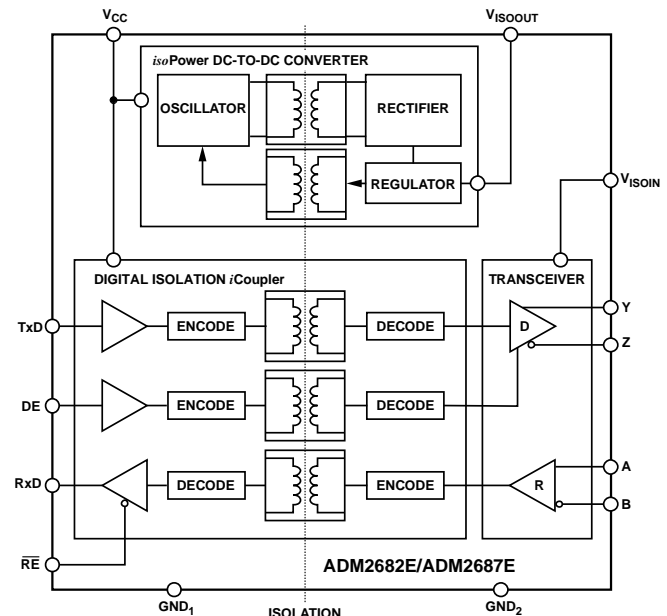 VCC
VISOOUT
isoPower DC-TO-DC CONVERTER
OSCILLATOR
RECTIFIER
REGULATOR
VISOIN
DIGITAL ISOLATION iCoupler
TRANSCEIVER
TxD
ENCODE
DECODE
D
Y
Z
DE
ENCODE
DECODE
RxD
DECODE
ENCODE
R
A
B
RE
ADM2682E/ADM2687E
GND1
GND2
ISOLATION